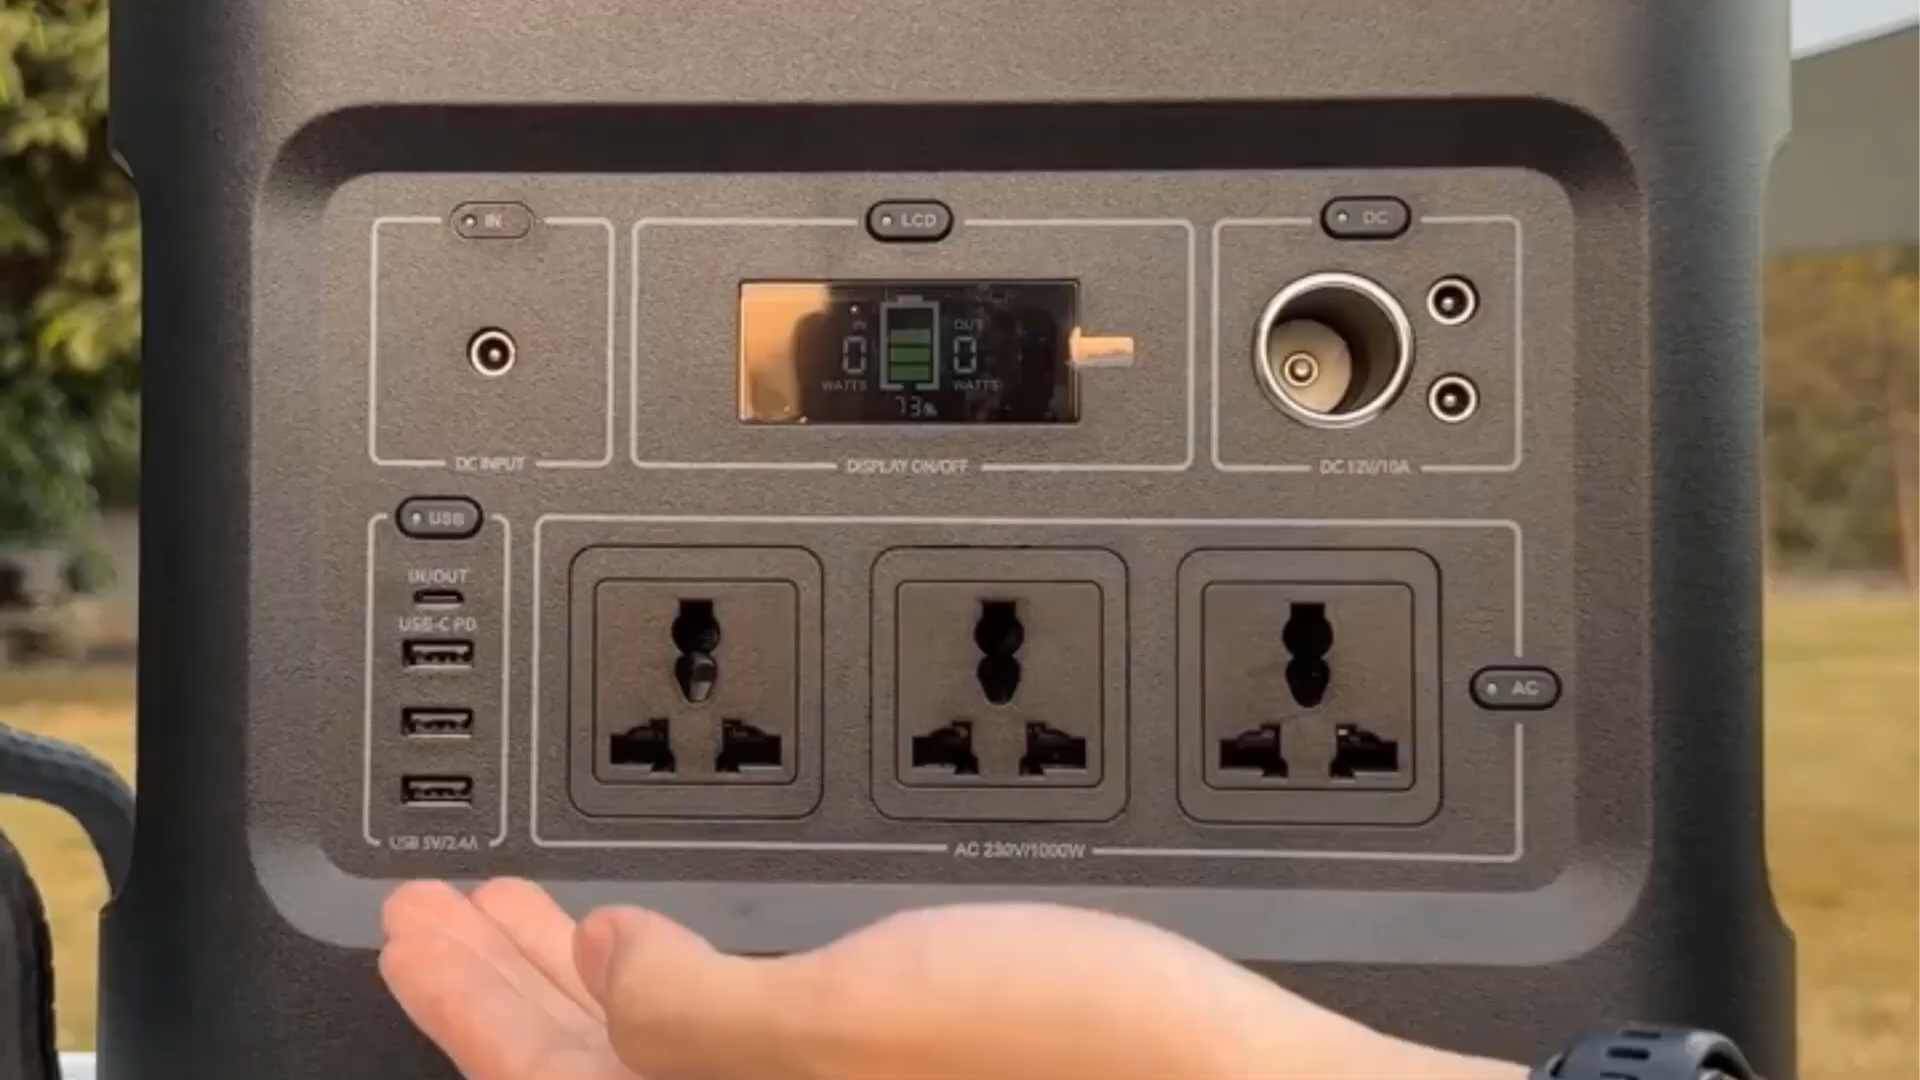 IN
LCD
DC
IN
OUT
0
0
WATTS
WATTS
73%
DC INPUT
DISPLAY ON/OFF
DC 12V/10A
USB
IN/OUT
USB-C PD
AC
USB 5V/2.4A
AC 230V/1000W